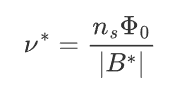 ν* = n_sΦ_0 / |B*|